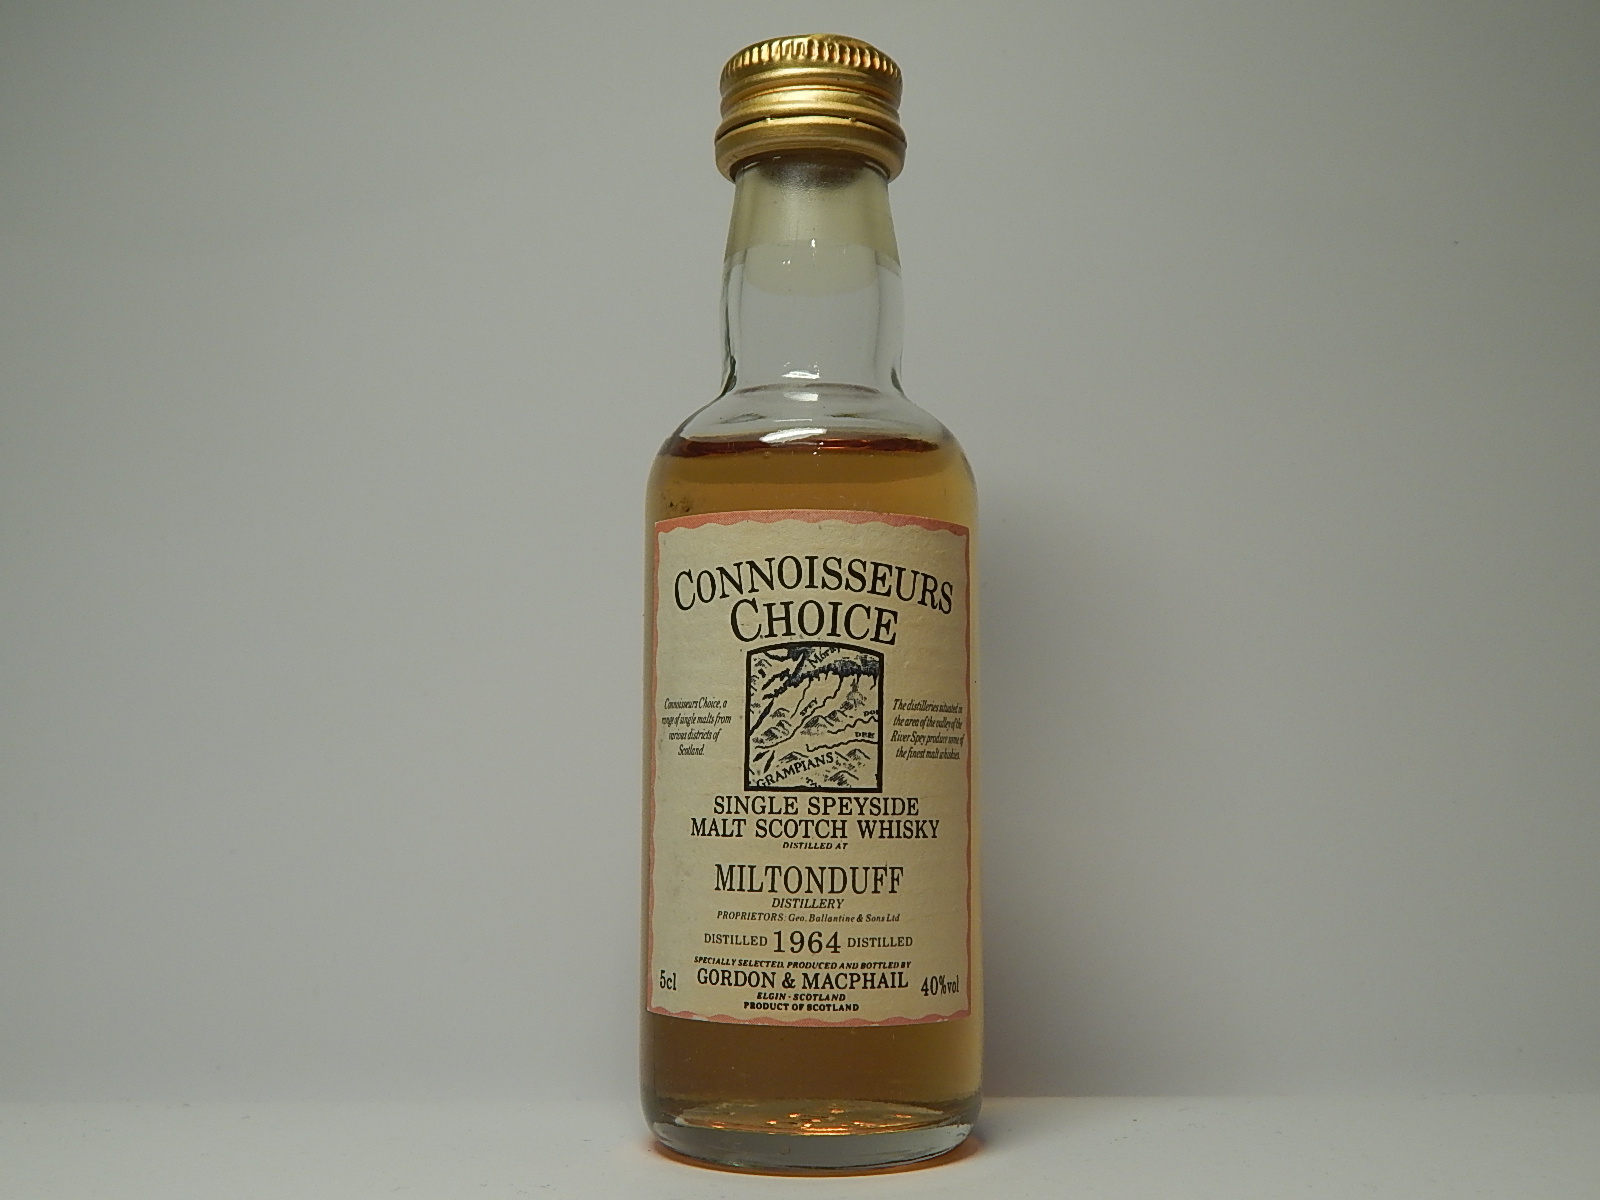 CONNOISSEURS
CHOICE
Moray
SPEY
DEE
GRAMPIANS
Connoisseurs Choice, a
range of single malts from
various districts of
Scotland.
The distilleries situated in
the area of the valley of the
River Spey produce some of
the finest malt whiskies.
SINGLE SPEYSIDE
MALT SCOTCH WHISKY
DISTILLED AT
MILTONDUFF
DISTILLERY
PROPRIETORS: Geo. Ballantine & Sons Ltd
DISTILLED 1964 DISTILLED
SPECIALLY SELECTED, PRODUCED AND BOTTLED BY
5cl GORDON & MACPHAIL 40%vol
ELGIN - SCOTLAND
PRODUCT OF SCOTLAND